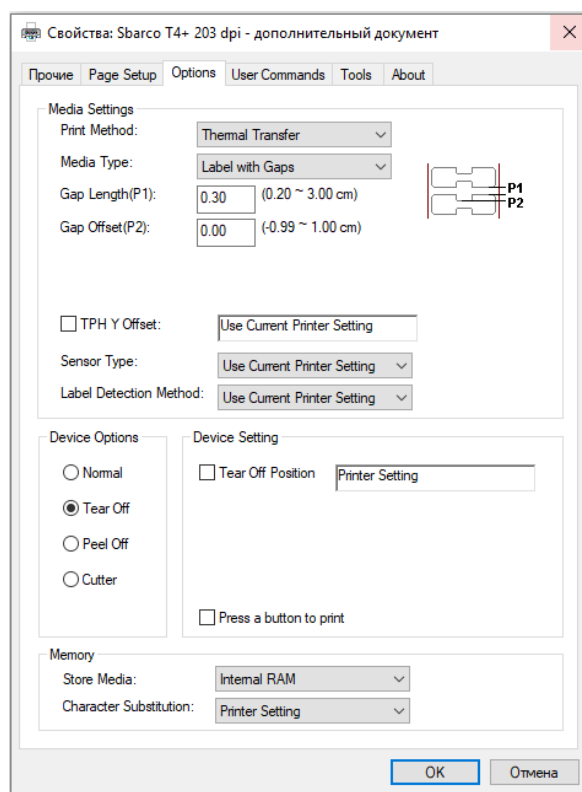 Свойства: Sbarco T4+ 203 dpi - дополнительный документ
Прочие Page Setup Options User Commands Tools About
Media Settings
Print Method: Thermal Transfer
Media Type: Label with Gaps
Gap Length(P1): 0.30 (0.20 ~ 3.00 cm)
P1
Gap Offset(P2): 0.00 (-0.99 ~ 1.00 cm)
P2
TPH Y Offset: Use Current Printer Setting
Sensor Type: Use Current Printer Setting
Label Detection Method: Use Current Printer Setting
Device Options
Normal
Tear Off
Peel Off
Cutter
Device Setting
Tear Off Position Printer Setting
Press a button to print
Memory
Store Media: Internal RAM
Character Substitution: Printer Setting
OK Отмена